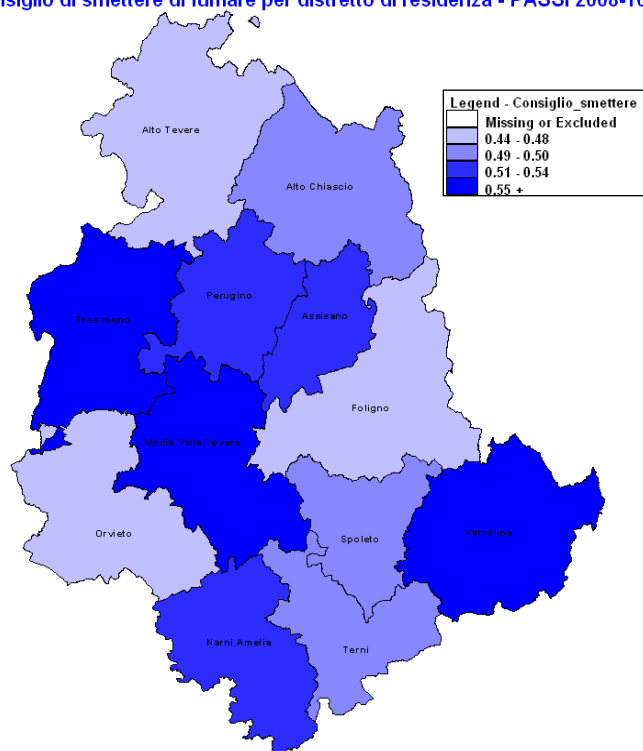 nsiglio di smettere di fumare per distretto di residenza - PASSI 2008-10
Legend - Consiglio_smettere
Missing or Excluded
0.44 - 0.48
0.49 - 0.50
0.51 - 0.54
0.55 +
Alto Tevere
Alto Chiascio
Perugino
Assisano
Trasimeno
Foligno
Media Valle Tevere
Orvieto
Spoleto
Valnerina
Narni,Amelia
Terni